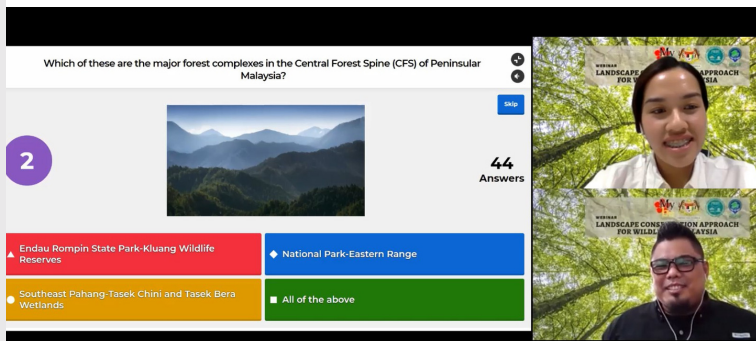 Which of these are the major forest complexes in the Central Forest Spine (CFS) of Peninsular
Malaysia?
Skip
2
44
Answers
Endau Rompin State Park-Kluang Wildlife
Reserves
National Park-Eastern Range
Southeast Pahang-Tasek Chini and Tasek Bera
Wetlands
All of the above
WEBINAR
LANDSCAPE APPROACH
FOR
WEBINAR
LANDSCAPE APPROACH
FOR